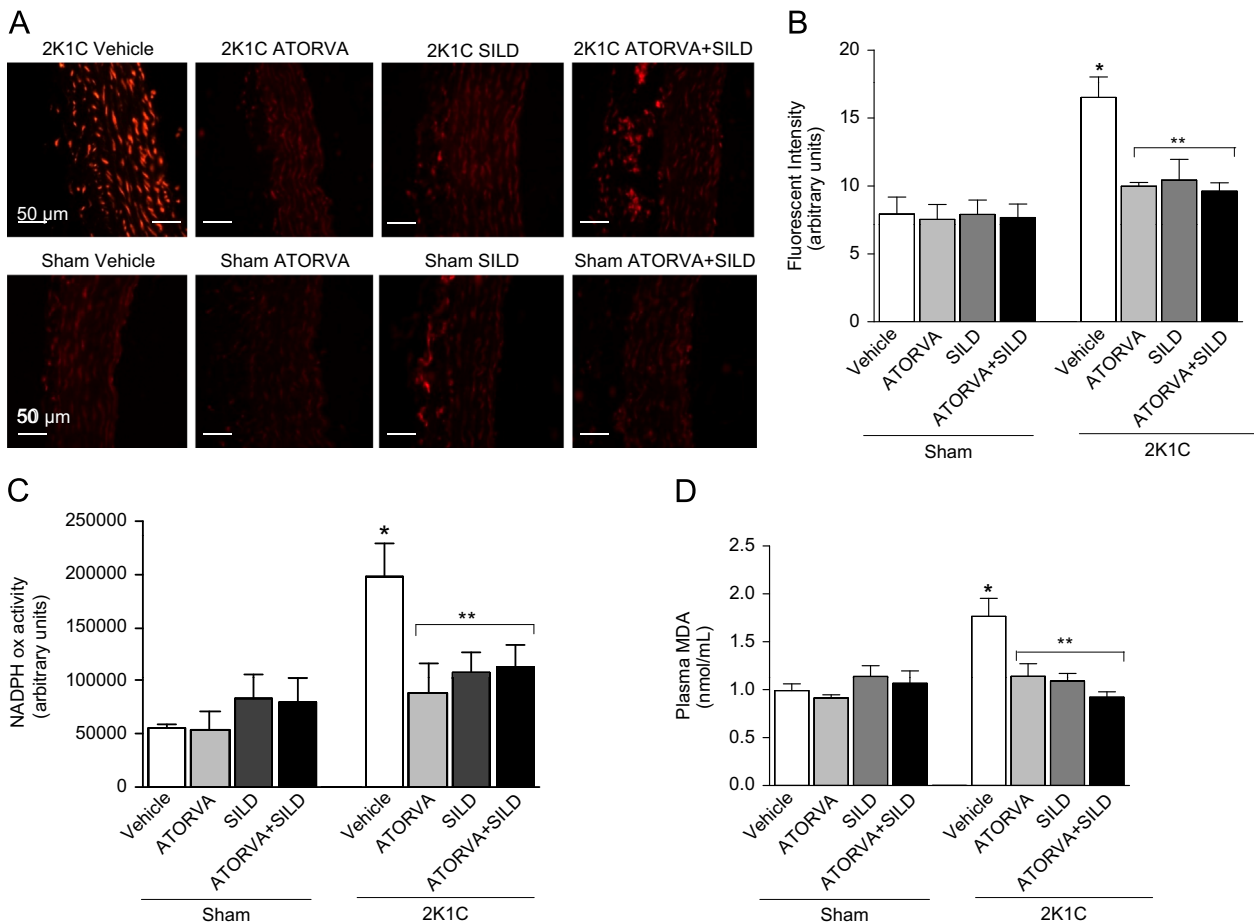 A
2K1C Vehicle
2K1C ATORVA
2K1C SILD
2K1C ATORVA+SILD
50 µm
Sham Vehicle
Sham ATORVA
Sham SILD
Sham ATORVA+SILD
50 µm
B
Fluorescent Intensity
(arbitrary units)
20
15
10
5
0
*
**
Vehicle
ATORVA
SILD
ATORVA+SILD
Vehicle
ATORVA
SILD
ATORVA+SILD
Sham
2K1C
C
NADPH ox activity
(arbitrary units)
250000
200000
150000
100000
50000
0
*
**
Vehicle
ATORVA
SILD
ATORVA+SILD
Vehicle
ATORVA
SILD
ATORVA+SILD
Sham
2K1C
D
Plasma MDA
(nmol/mL)
2.5
2.0
1.5
1.0
0.5
0.0
*
**
Vehicle
ATORVA
SILD
ATORVA+SILD
Vehicle
ATORVA
SILD
ATORVA+SILD
Sham
2K1C